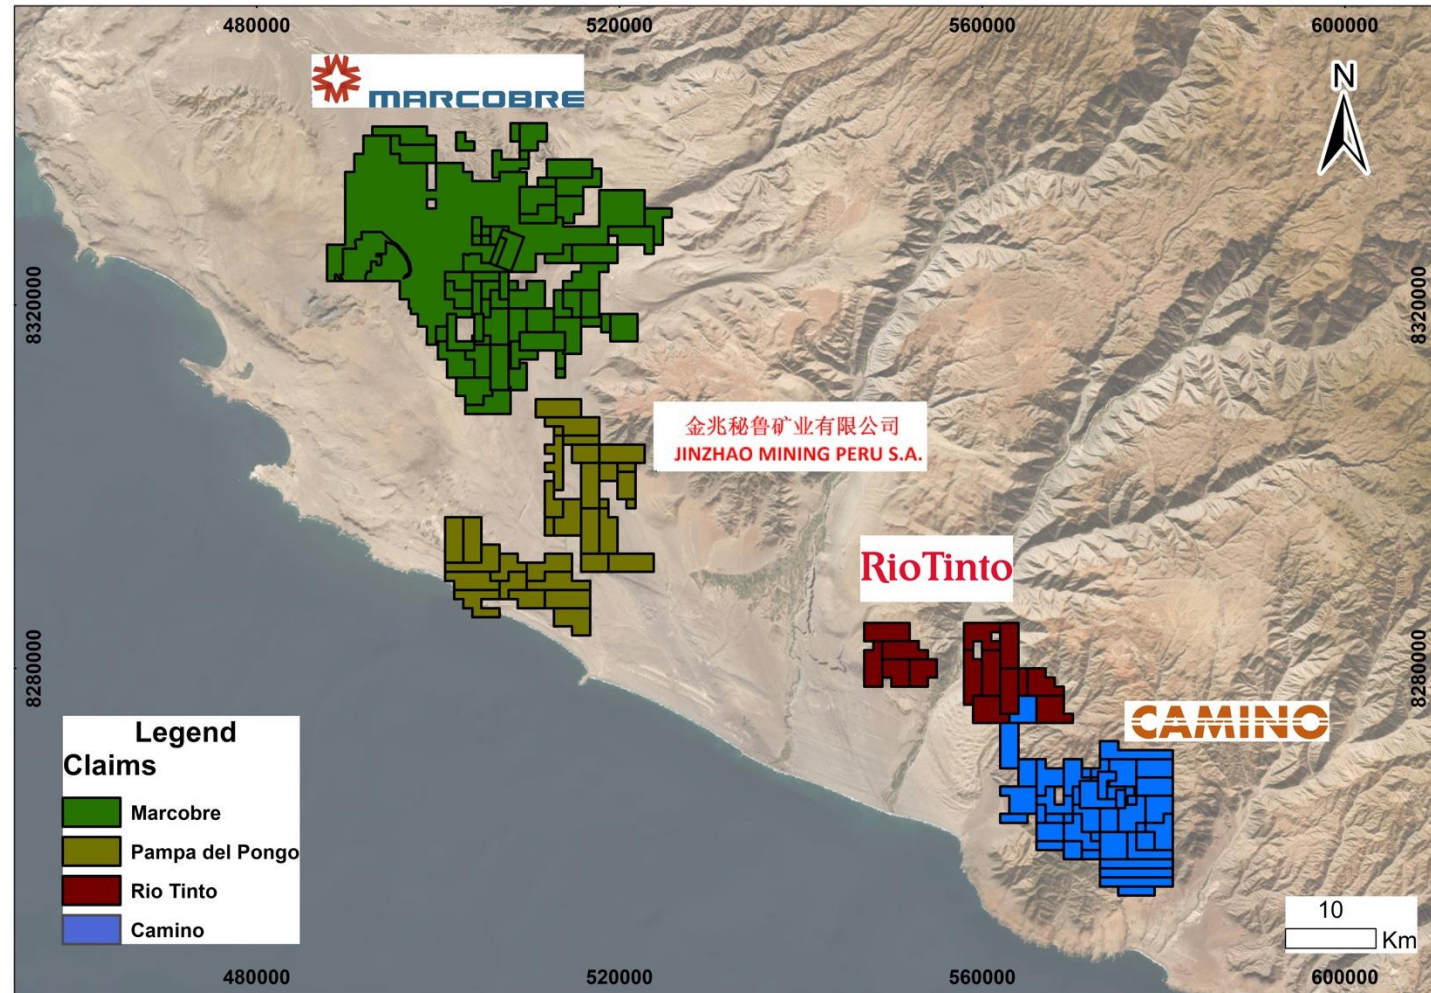 480000
520000
560000
600000
N
MARCOBRE
8320000
8320000
金兆秘鲁矿业有限公司
JINZHAO MINING PERU S.A.
RioTinto
8280000
8280000
CAMINO
Legend
Claims
Marcobre
Pampa del Pongo
Rio Tinto
Camino
10
Km
480000
520000
560000
600000